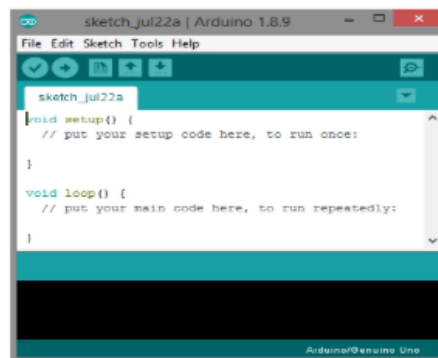 sketch_jul22a | Arduino 1.8.9
File Edit Sketch Tools Help
sketch_jul22a
void setup() {
// put your setup code here, to run once:
}
void loop() {
// put your main code here, to run repeatedly:
}
Arduino/Genuino Uno